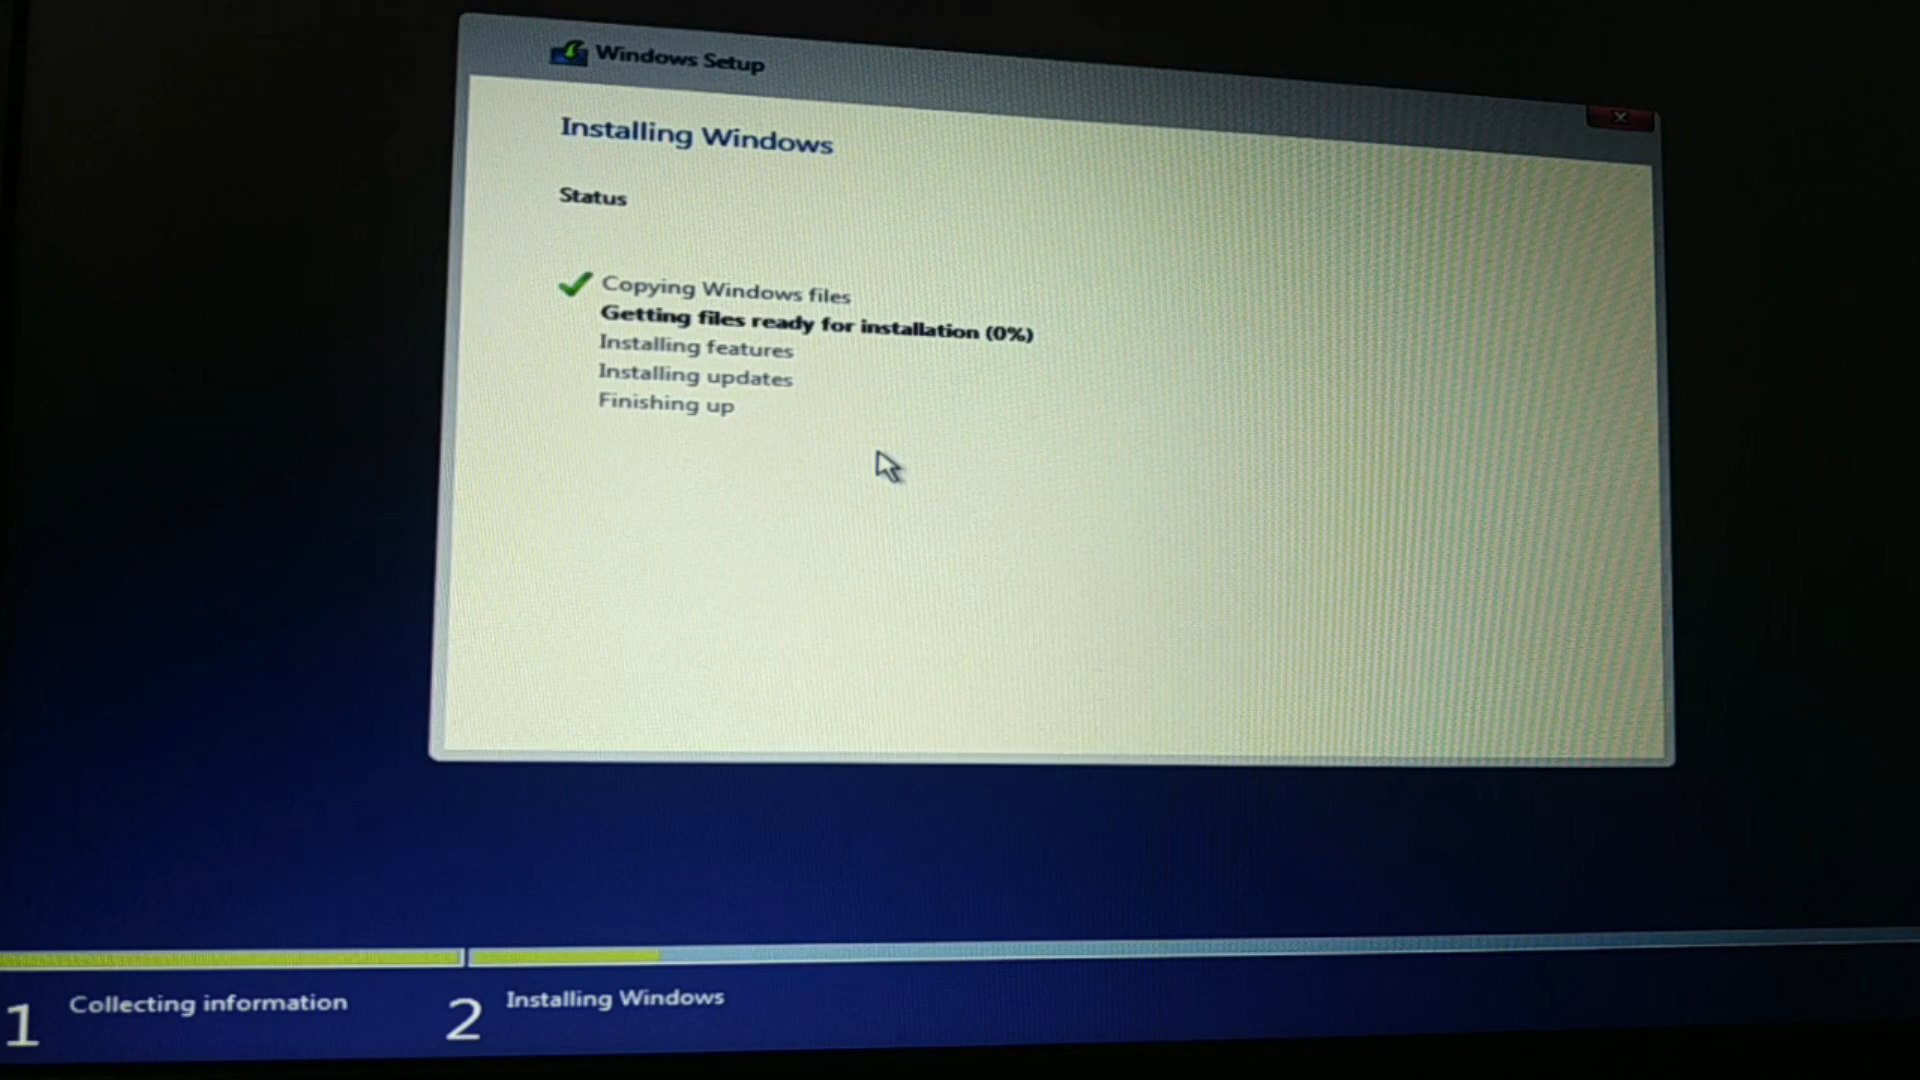 Windows Setup
Installing Windows
Status
Copying Windows files
Getting files ready for installation (0%)
Installing features
Installing updates
Finishing up
1 Collecting information
2 Installing Windows